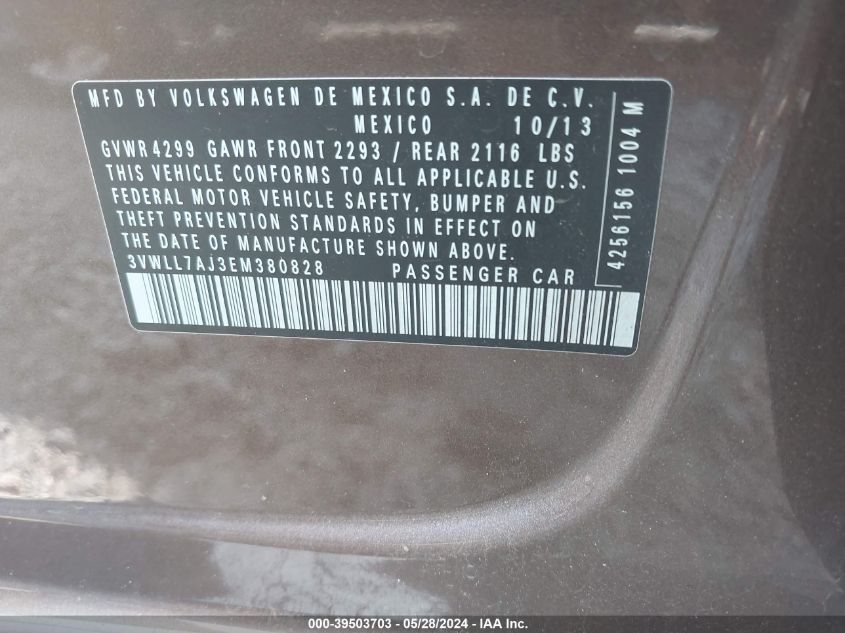 MFD BY VOLKSWAGEN DE MEXICO S.A. DE C.V.
MEXICO 10/13
GVWR 4299 GAWR FRONT 2293 / REAR 2116 LBS
THIS VEHICLE CONFORMS TO ALL APPLICABLE U.S.
FEDERAL MOTOR VEHICLE SAFETY, BUMPER AND
THEFT PREVENTION STANDARDS IN EFFECT ON
THE DATE OF MANUFACTURE SHOWN ABOVE.
3VWLL7AJ3EM380828 PASSENGER CAR
4256156 1004 M
000-39503703 - 05/28/2024 - IAA Inc.